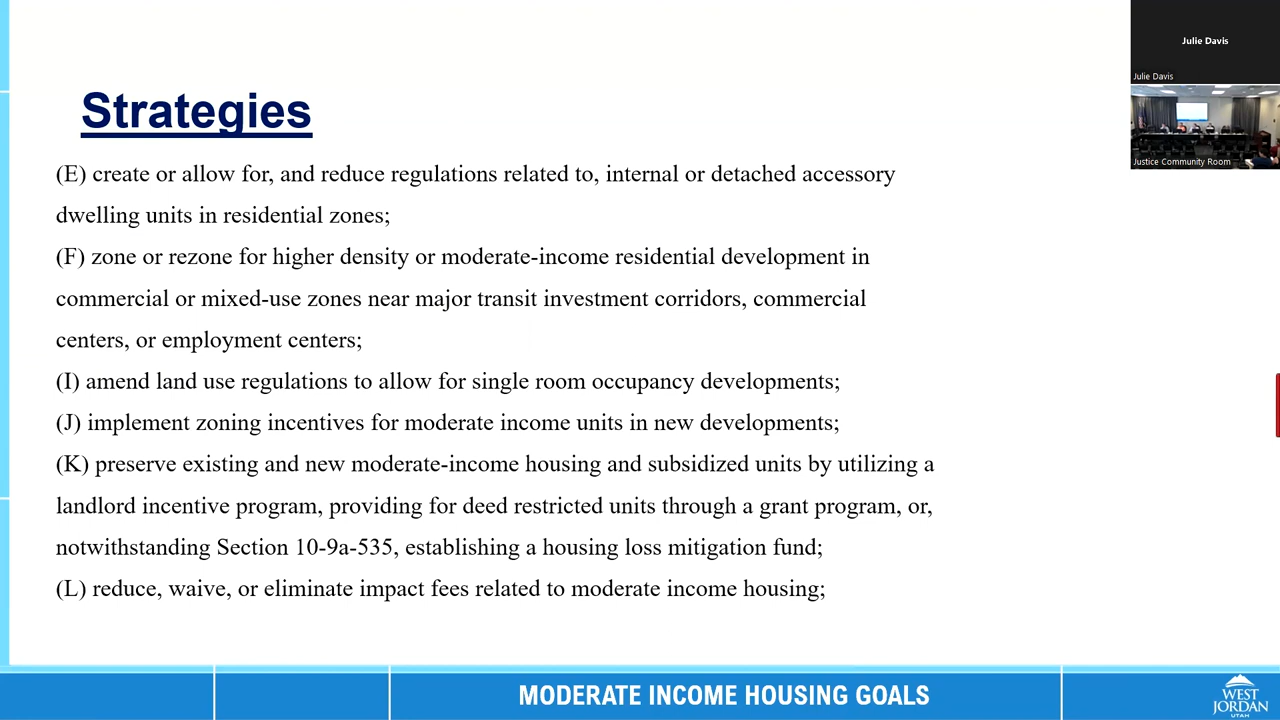 Julie Davis
Julie Davis
Justice Community Room
Strategies
(E) create or allow for, and reduce regulations related to, internal or detached accessory
dwelling units in residential zones;
(F) zone or rezone for higher density or moderate-income residential development in
commercial or mixed-use zones near major transit investment corridors, commercial
centers, or employment centers;
(I) amend land use regulations to allow for single room occupancy developments;
(J) implement zoning incentives for moderate income units in new developments;
(K) preserve existing and new moderate-income housing and subsidized units by utilizing a
landlord incentive program, providing for deed restricted units through a grant program, or,
notwithstanding Section 10-9a-535, establishing a housing loss mitigation fund;
(L) reduce, waive, or eliminate impact fees related to moderate income housing;
MODERATE INCOME HOUSING GOALS
WEST
JORDAN
UTAH